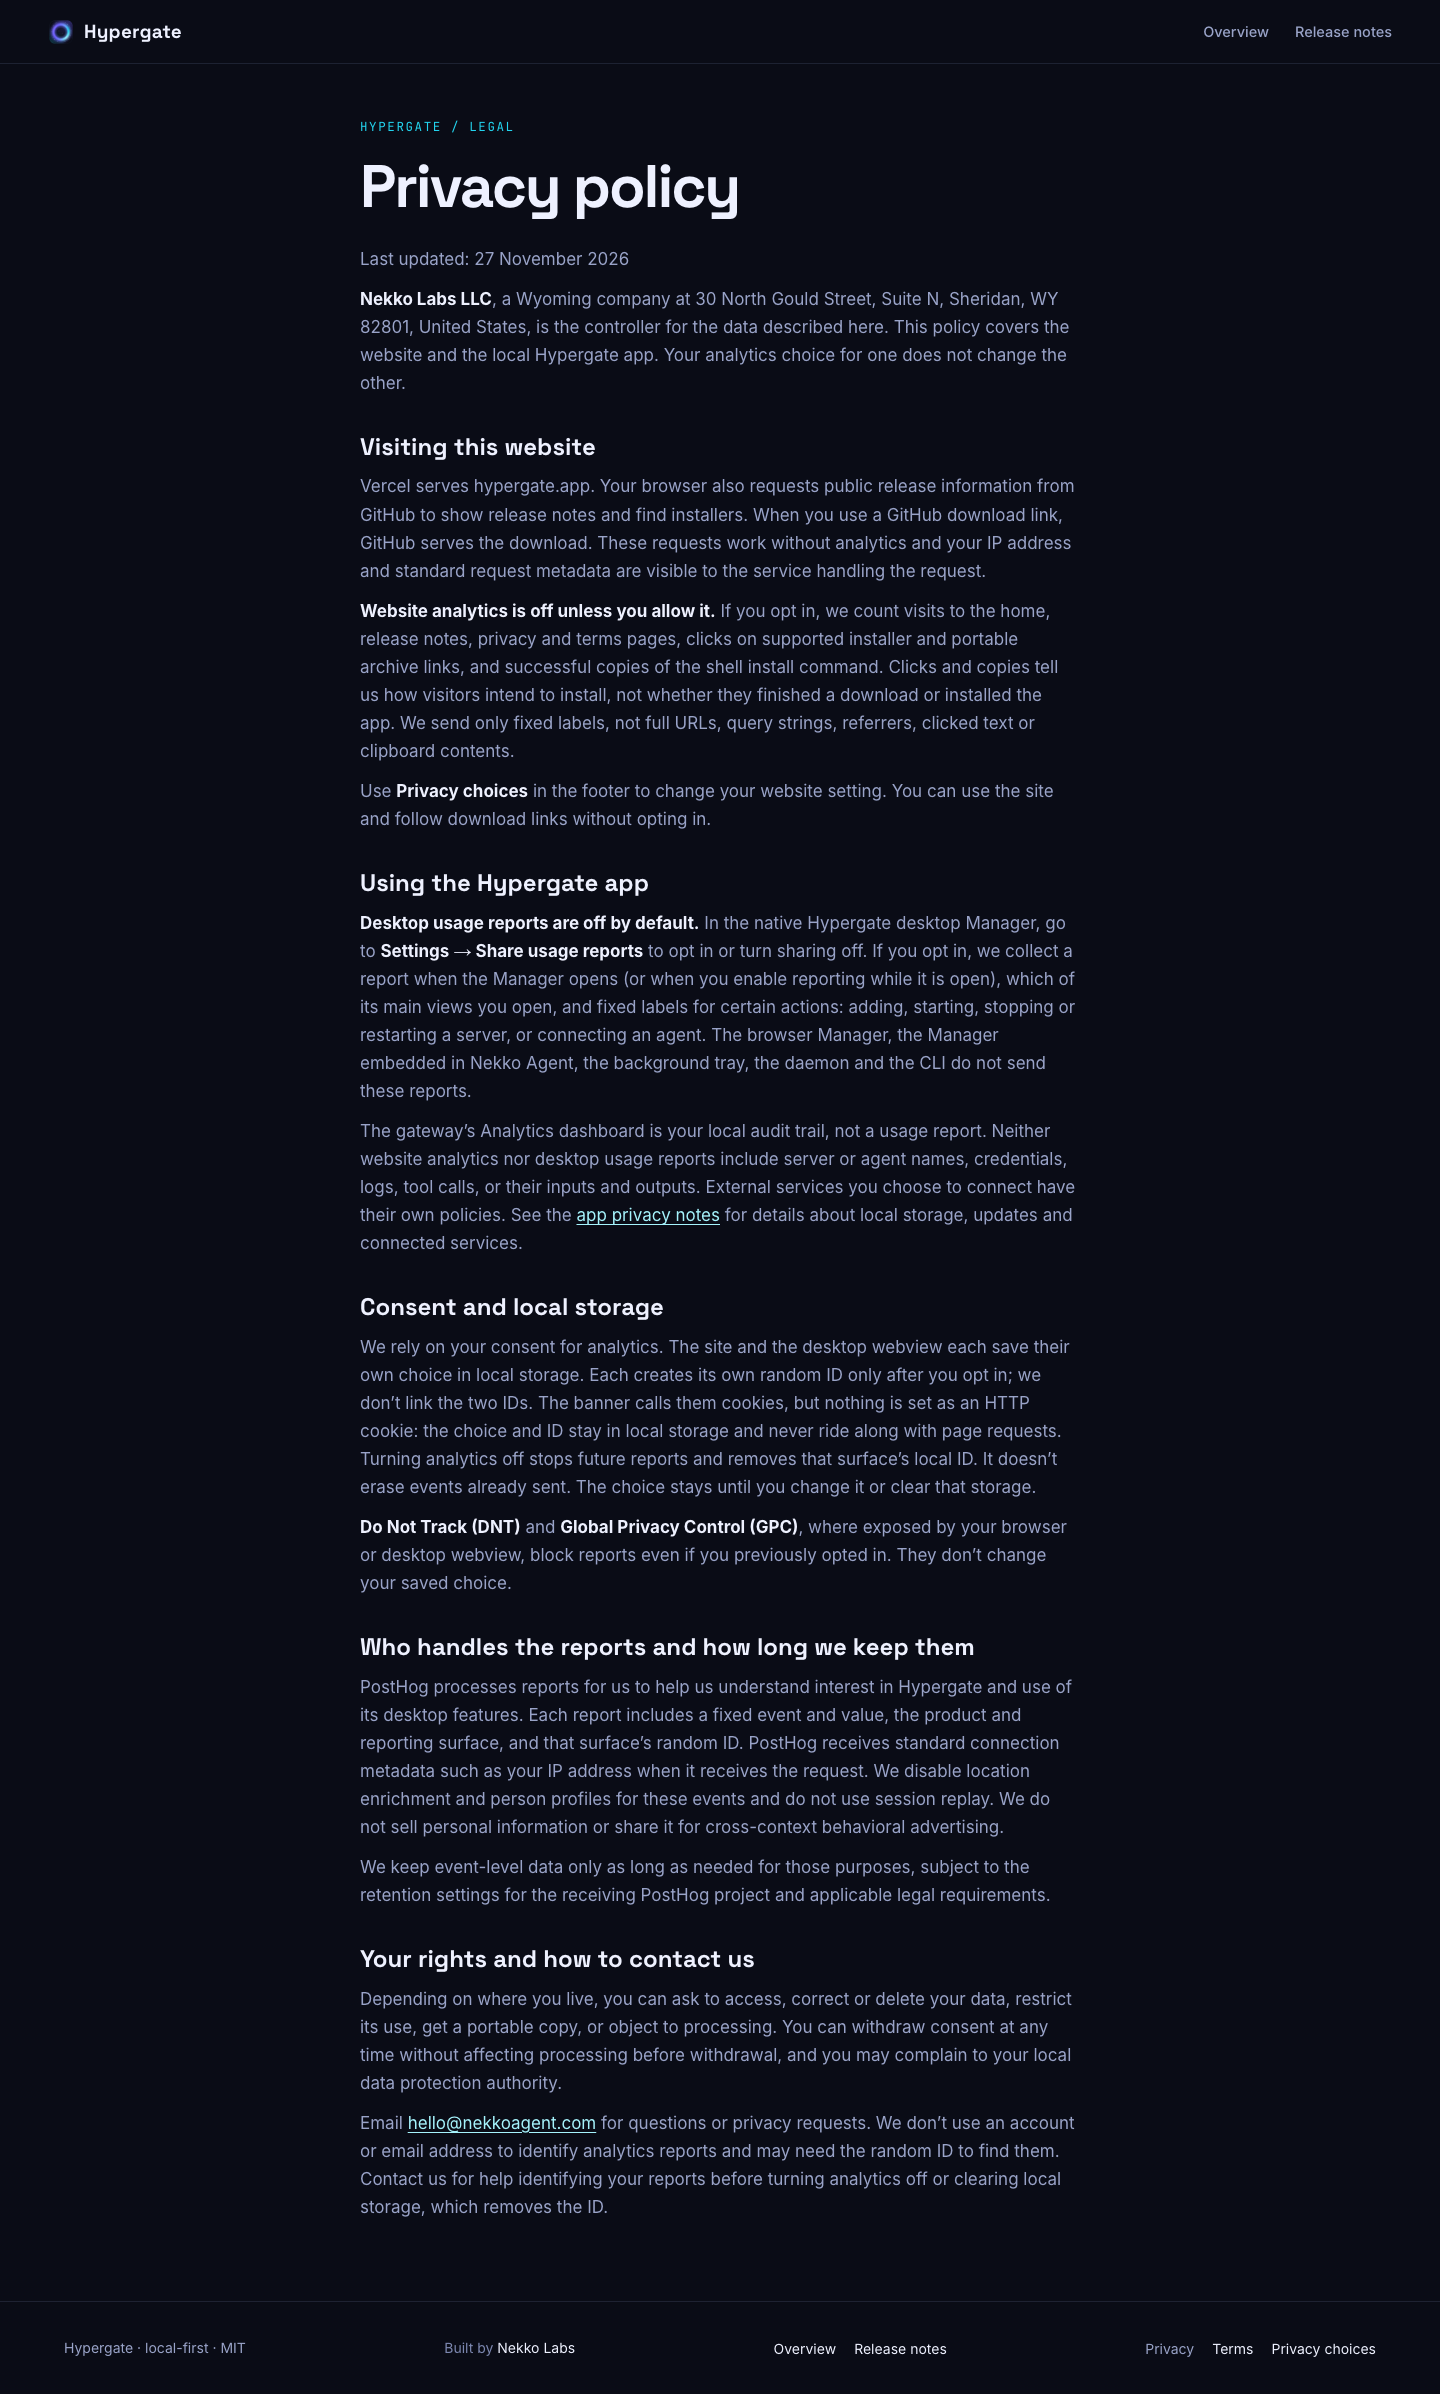 Hypergate
Overview
Release notes
HYPERGATE / LEGAL
Privacy policy
Last updated: 27 November 2026
Nekko Labs LLC, a Wyoming company at 30 North Gould Street, Suite N, Sheridan, WY
82801, United States, is the controller for the data described here. This policy covers the
website and the local Hypergate app. Your analytics choice for one does not change the
other.
Visiting this website
Vercel serves hypergate.app. Your browser also requests public release information from
GitHub to show release notes and find installers. When you use a GitHub download link,
GitHub serves the download. These requests work without analytics and your IP address
and standard request metadata are visible to the service handling the request.
Website analytics is off unless you allow it. If you opt in, we count visits to the home,
release notes, privacy and terms pages, clicks on supported installer and portable
archive links, and successful copies of the shell install command. Clicks and copies tell
us how visitors intend to install, not whether they finished a download or installed the
app. We send only fixed labels, not full URLs, query strings, referrers, clicked text or
clipboard contents.
Use Privacy choices in the footer to change your website setting. You can use the site
and follow download links without opting in.
Using the Hypergate app
Desktop usage reports are off by default. In the native Hypergate desktop Manager, go
to Settings → Share usage reports to opt in or turn sharing off. If you opt in, we collect a
report when the Manager opens (or when you enable reporting while it is open), which of
its main views you open, and fixed labels for certain actions: adding, starting, stopping or
restarting a server, or connecting an agent. The browser Manager, the Manager
embedded in Nekko Agent, the background tray, the daemon and the CLI do not send
these reports.
The gateway’s Analytics dashboard is your local audit trail, not a usage report. Neither
website analytics nor desktop usage reports include server or agent names, credentials,
logs, tool calls, or their inputs and outputs. External services you choose to connect have
their own policies. See the app privacy notes for details about local storage, updates and
connected services.
Consent and local storage
We rely on your consent for analytics. The site and the desktop webview each save their
own choice in local storage. Each creates its own random ID only after you opt in; we
don’t link the two IDs. The banner calls them cookies, but nothing is set as an HTTP
cookie: the choice and ID stay in local storage and never ride along with page requests.
Turning analytics off stops future reports and removes that surface’s local ID. It doesn’t
erase events already sent. The choice stays until you change it or clear that storage.
Do Not Track (DNT) and Global Privacy Control (GPC), where exposed by your browser
or desktop webview, block reports even if you previously opted in. They don’t change
your saved choice.
Who handles the reports and how long we keep them
PostHog processes reports for us to help us understand interest in Hypergate and use of
its desktop features. Each report includes a fixed event and value, the product and
reporting surface, and that surface’s random ID. PostHog receives standard connection
metadata such as your IP address when it receives the request. We disable location
enrichment and person profiles for these events and do not use session replay. We do
not sell personal information or share it for cross-context behavioral advertising.
We keep event-level data only as long as needed for those purposes, subject to the
retention settings for the receiving PostHog project and applicable legal requirements.
Your rights and how to contact us
Depending on where you live, you can ask to access, correct or delete your data, restrict
its use, get a portable copy, or object to processing. You can withdraw consent at any
time without affecting processing before withdrawal, and you may complain to your local
data protection authority.
Email hello@nekkoagent.com for questions or privacy requests. We don’t use an account
or email address to identify analytics reports and may need the random ID to find them.
Contact us for help identifying your reports before turning analytics off or clearing local
storage, which removes the ID.
Hypergate · local-first · MIT
Built by Nekko Labs
Overview
Release notes
Privacy
Terms
Privacy choices